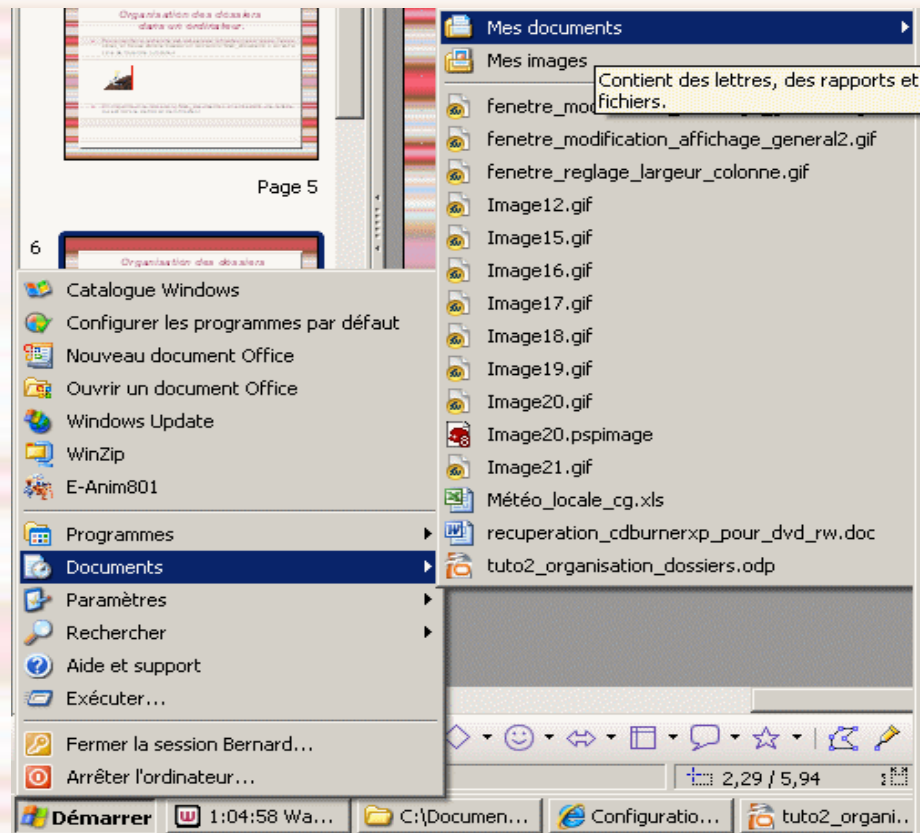 Organisation des dossiers
dans un ordinateur.
Page 5
6
Organisation des dossiers
Mes documents
Mes images
Contient des lettres, des rapports et
fichiers.
fenetre_mo
fenetre_modification_affichage_general2.gif
fenetre_reglage_largeur_colonne.gif
Image12.gif
Image15.gif
Image16.gif
Image17.gif
Image18.gif
Image19.gif
Image20.gif
Image20.pspimage
Image21.gif
Météo_locale_cg.xls
recuperation_cdburnerxp_pour_dvd_rw.doc
tuto2_organisation_dossiers.odp
Catalogue Windows
Configurer les programmes par défaut
Nouveau document Office
Ouvrir un document Office
Windows Update
WinZip
E-Anim801
Programmes
Documents
Paramètres
Rechercher
Aide et support
Exécuter...
Fermer la session Bernard...
Arrêter l'ordinateur...
2,29 / 5,94
Démarrer
1:04:58 Wa...
C:\Documen...
Configuratio...
tuto2_organi..